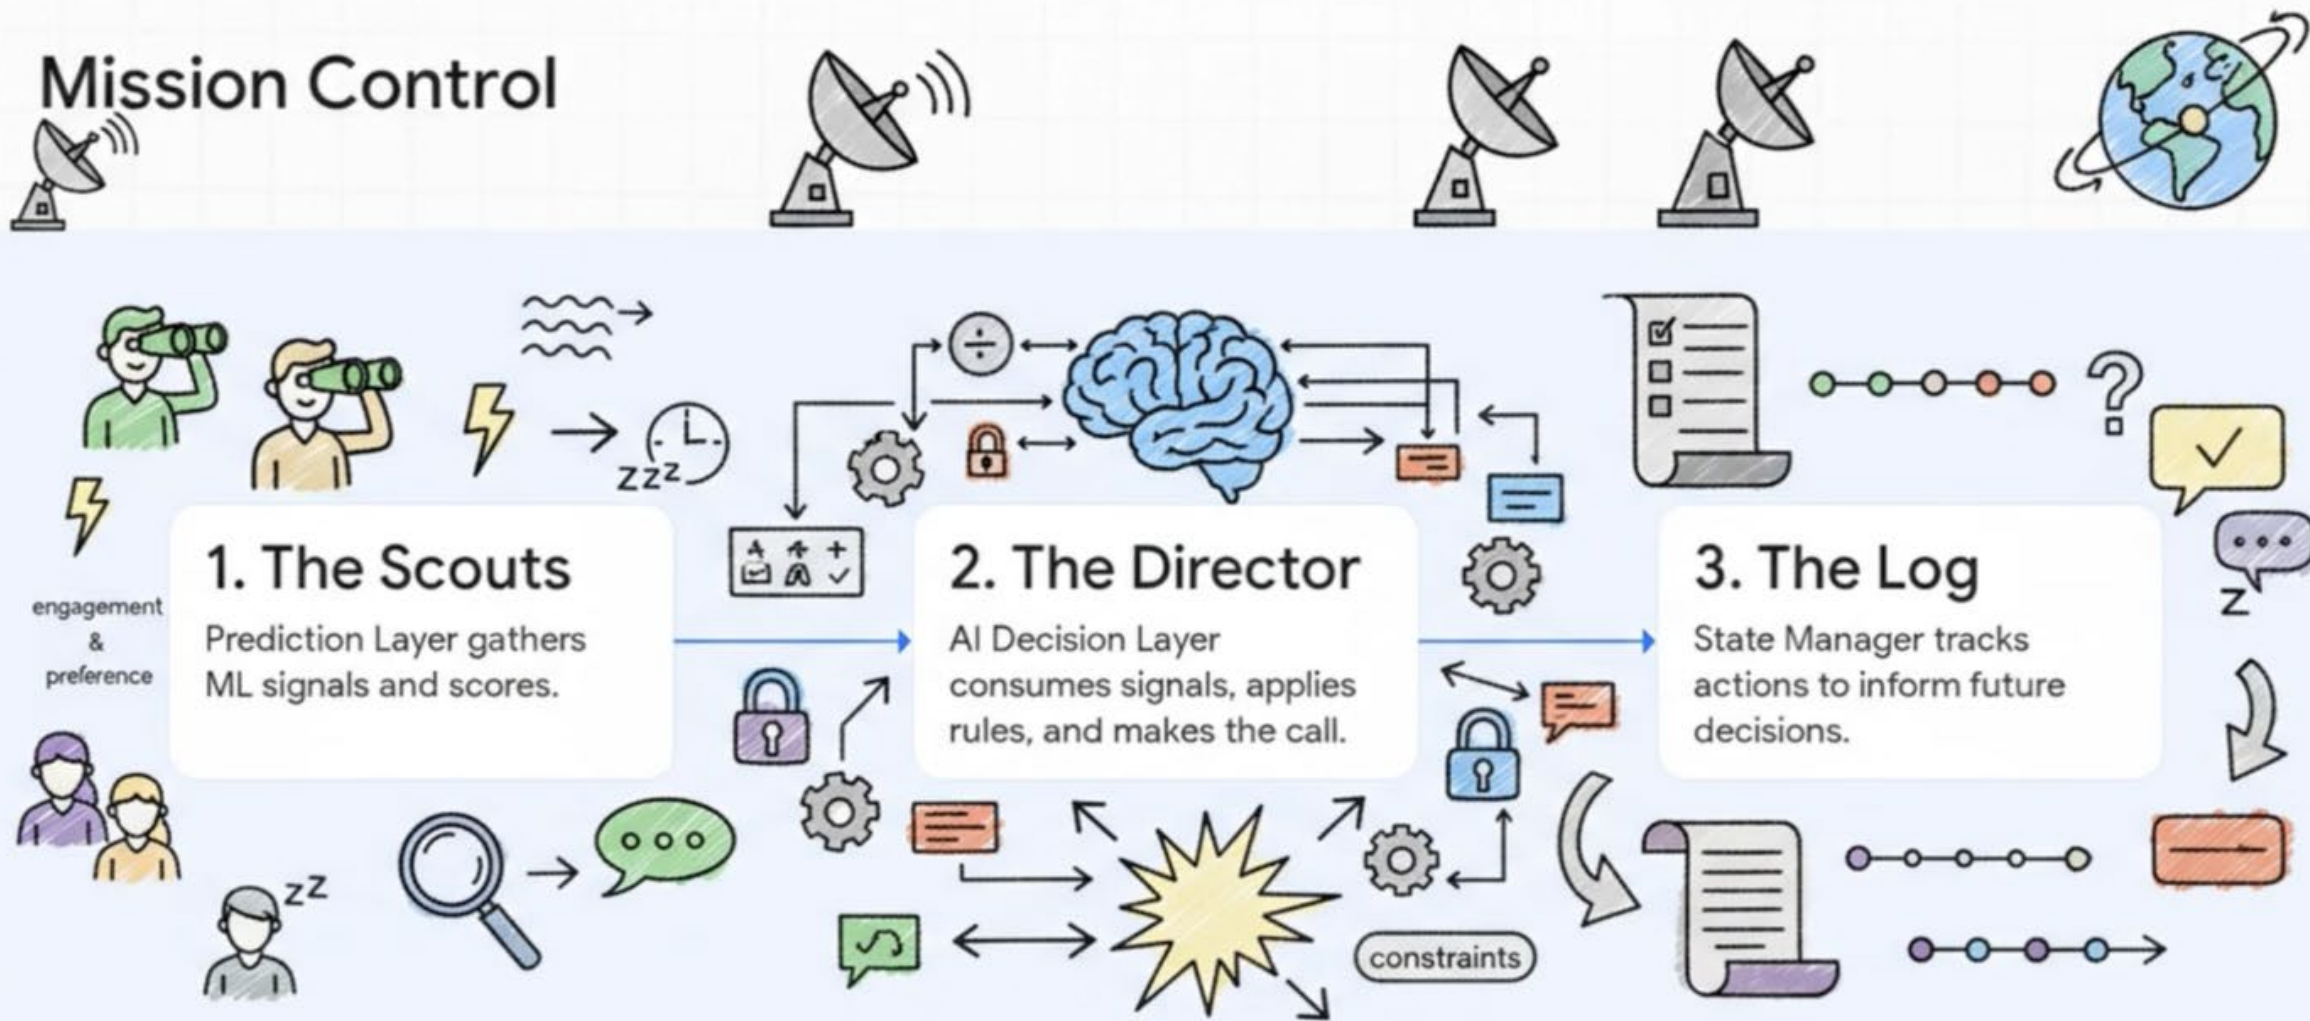 Mission Control
zzz
1. The Scouts
Prediction Layer gathers
ML signals and scores.
engagement
&
preference
zz
2. The Director
AI Decision Layer
consumes signals, applies
rules, and makes the call.
constraints
3. The Log
State Manager tracks
actions to inform future
decisions.
?
z